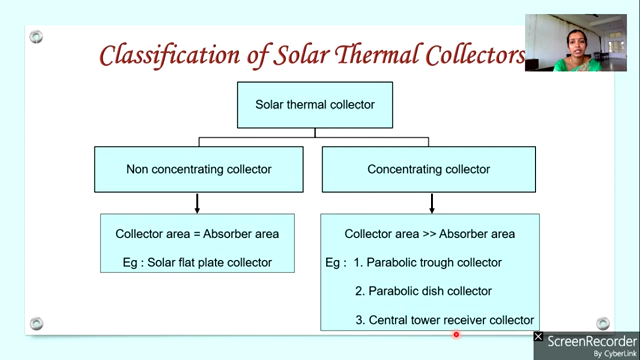 Classification of Solar Thermal Collectors
Solar thermal collector
Non concentrating collector
Concentrating collector
Collector area = Absorber area
Eg : Solar flat plate collector
Collector area >> Absorber area
Eg : 1. Parabolic trough collector
2. Parabolic dish collector
3. Central tower receiver collector
ScreenRecorder
By CyberLink